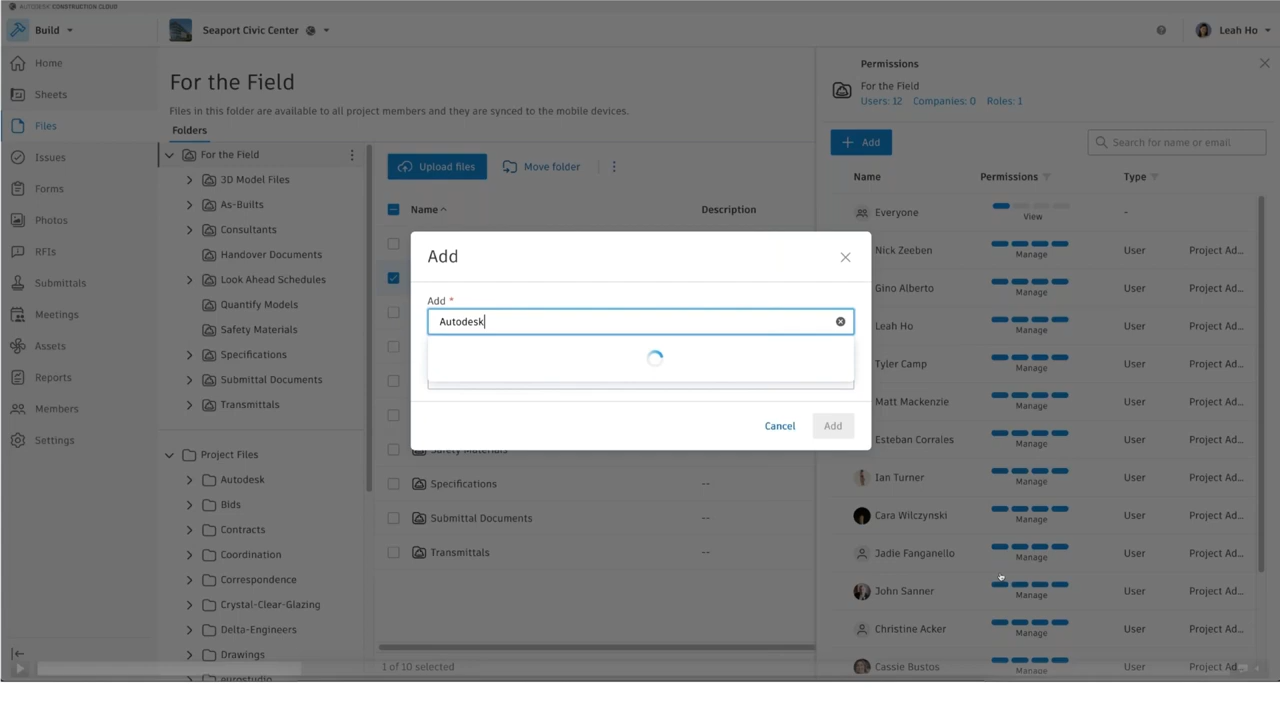 AUTODESK CONSTRUCTION CLOUD
Build
Seaport Civic Center
Leah Ho
Home
Sheets
Files
Issues
Forms
Photos
RFIs
Submittals
Meetings
Assets
Reports
Members
Settings
For the Field
Files in this folder are available to all project members and they are synced to the mobile devices.
Folders
For the Field
3D Model Files
As-Builts
Consultants
Handover Documents
Look Ahead Schedules
Quantify Models
Safety Materials
Specifications
Submittal Documents
Transmittals
Project Files
Autodesk
Bids
Contracts
Coordination
Correspondence
Crystal-Clear-Glazing
Delta-Engineers
Drawings
Upload files
Move folder
Name
Description
Safety Materials
Specifications --
Submittal Documents --
Transmittals --
1 of 10 selected
Add
Add *
Autodesk
Cancel
Add
Permissions
For the Field
Users: 12 Companies: 0 Roles: 1
+ Add
Search for name or email
Name Permissions Type
Everyone View -
Nick Zeeben Manage User Project Ad...
Gino Alberto Manage User Project Ad...
Leah Ho Manage User Project Ad...
Tyler Camp Manage User Project Ad...
Matt Mackenzie Manage User Project Ad...
Esteban Corrales Manage User Project Ad...
Ian Turner Manage User Project Ad...
Cara Wilczynski Manage User Project Ad...
Jadie Fanganello Manage User Project Ad...
John Sanner Manage User Project Ad...
Christine Acker Manage User Project Ad...
Cassie Bustos Manage User Project Ad...